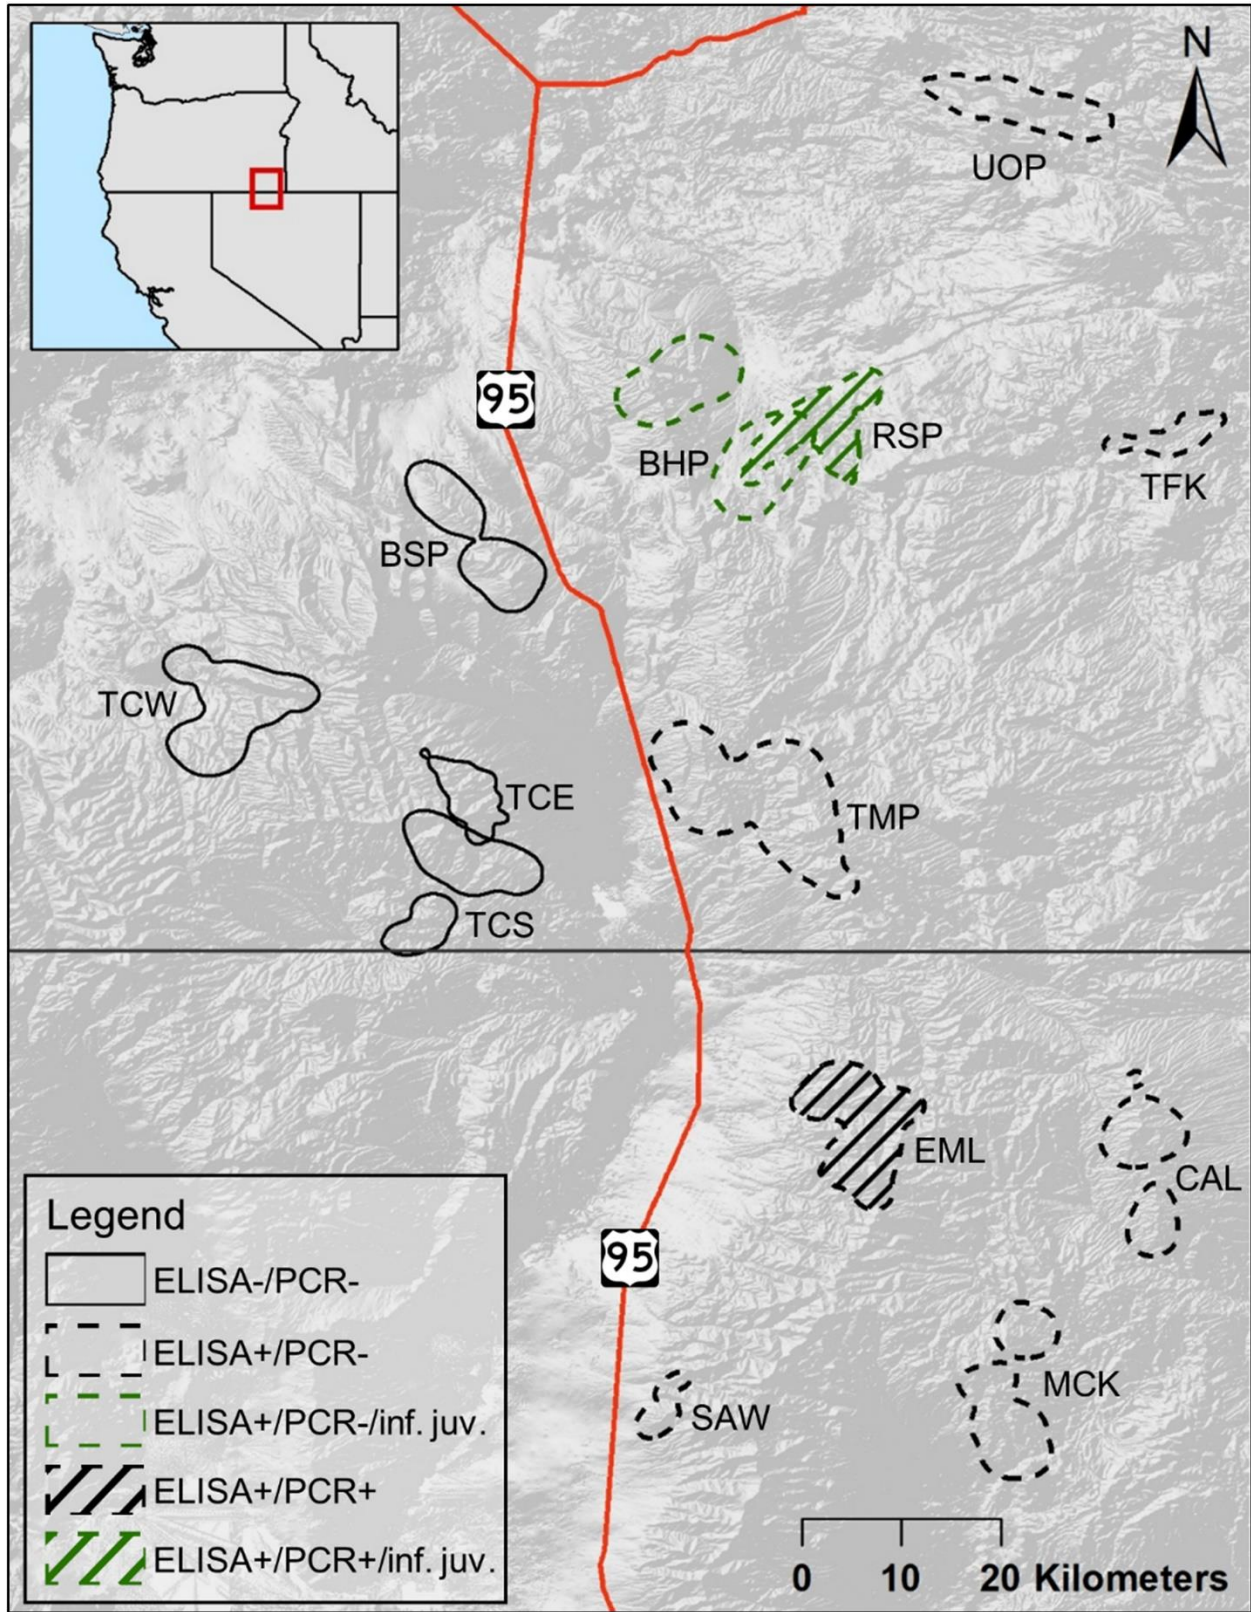 N
UOP
95
RSP
BHP
TFK
BSP
TCW
TCE
TMP
TCS
EML
CAL
Legend
ELISA-/PCR-
95
ELISA+/PCR-
MCK
ELISA+/PCR-/inf. juv.
SAW
ELISA+/PCR+
ELISA+/PCR+/inf. juv.
0 10 20 Kilometers